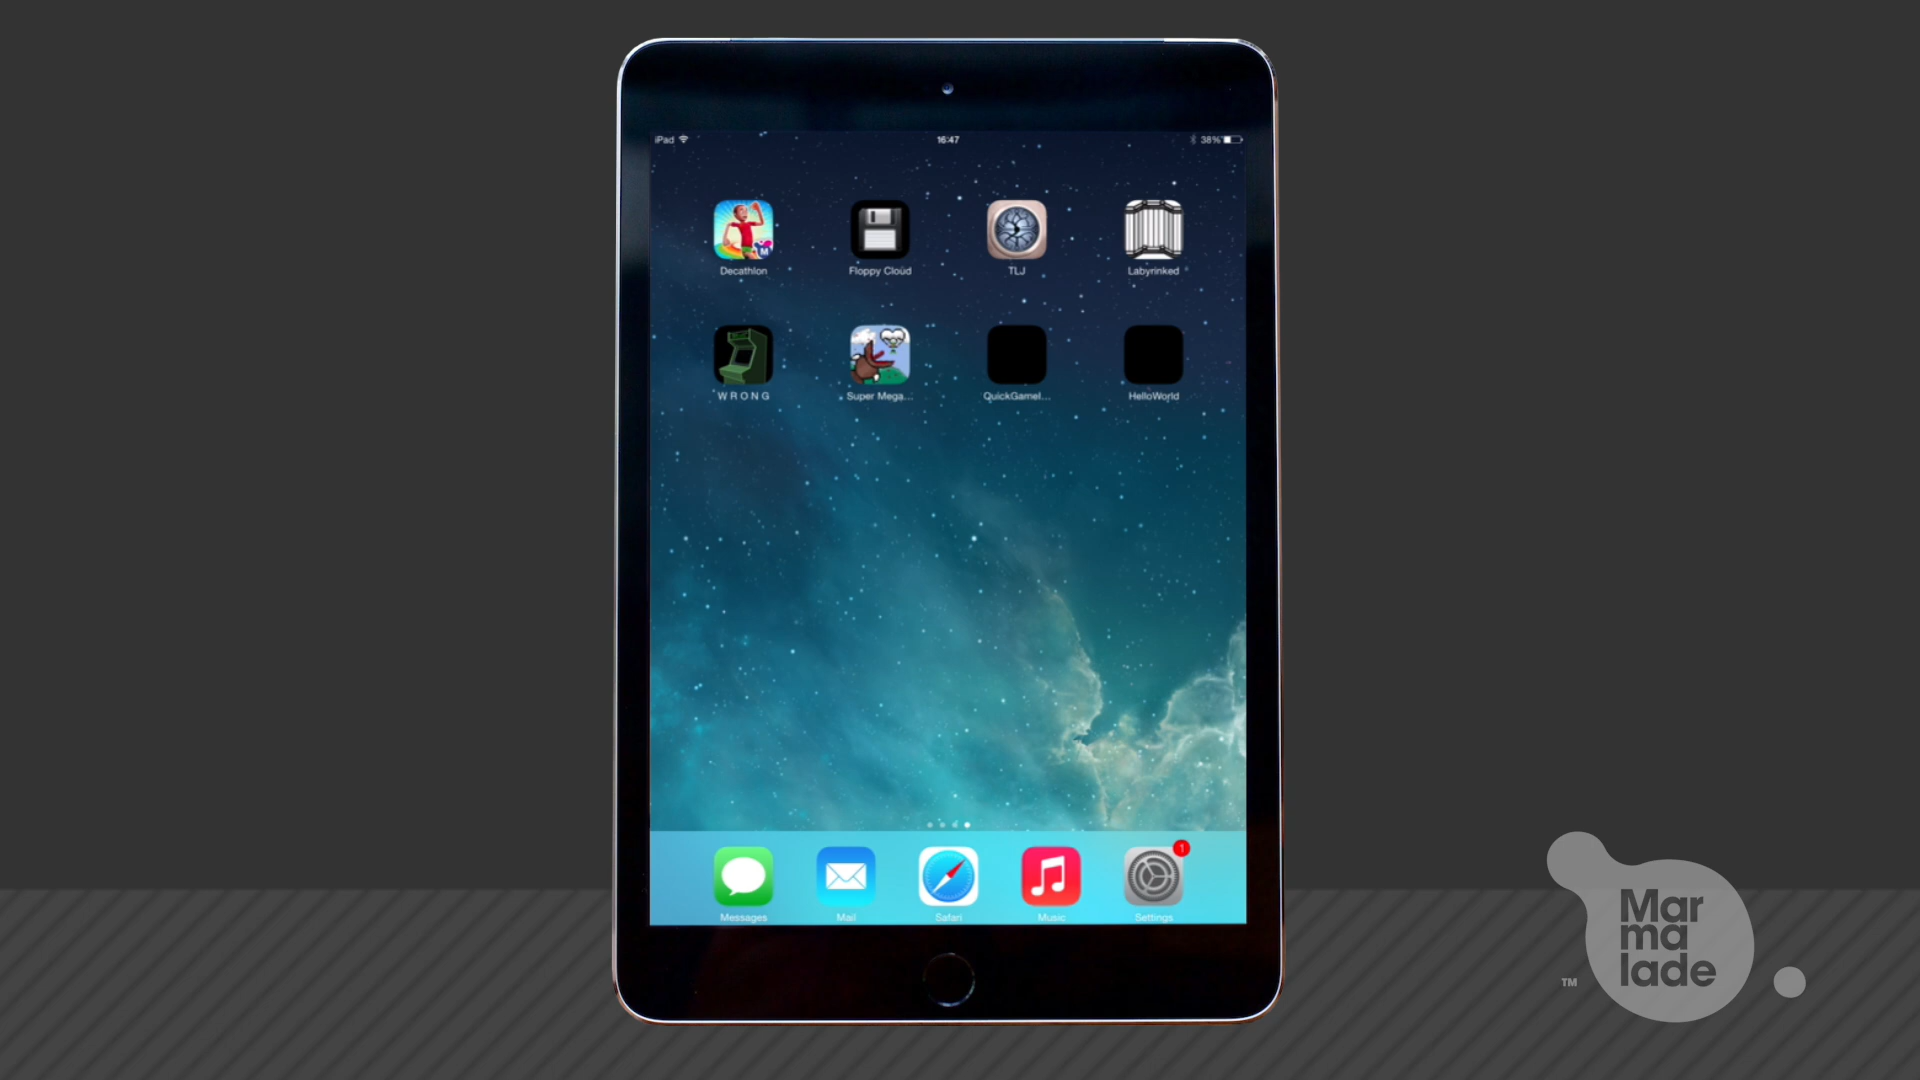 iPad
16:47
38%
Decathlon
Floppy Cloud
TLJ
Labyrinked
W R O N G
Super Mega...
QuickGameI...
HelloWorld
1
Messages
Mail
Safari
Music
Settings
Mar
ma
lade
TM